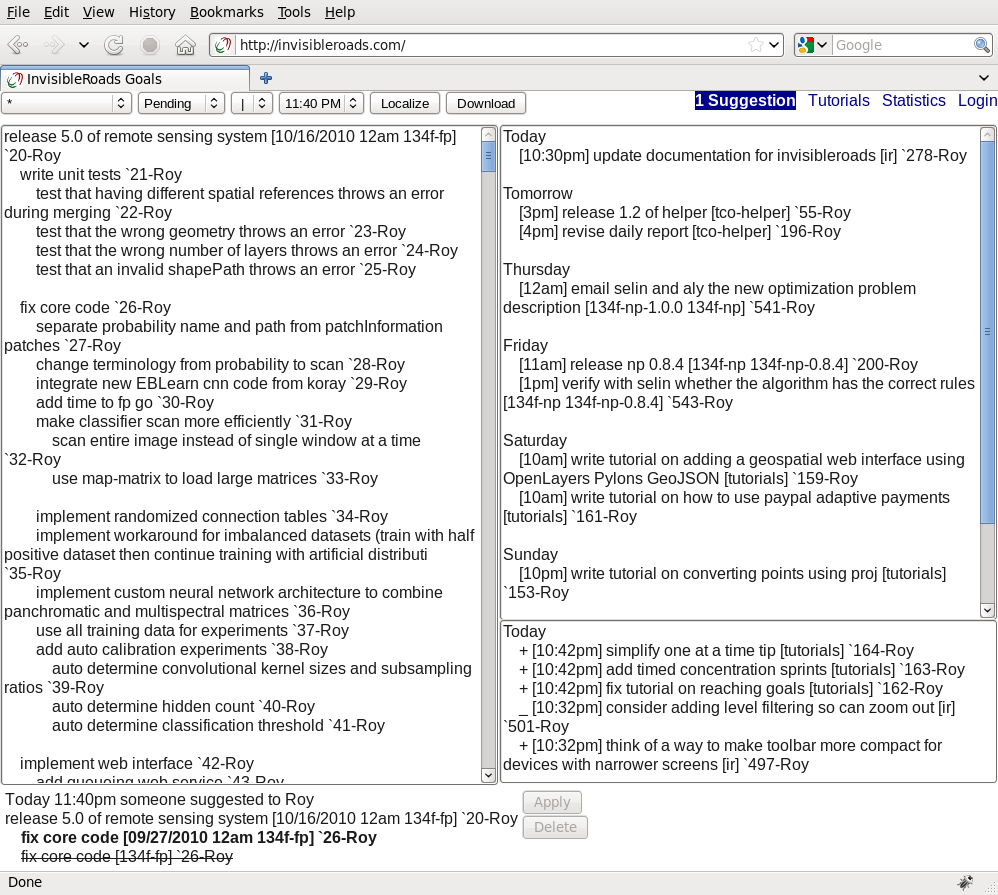 File Edit View History Bookmarks Tools Help
http://invisibleroads.com/
Google
InvisibleRoads Goals
* Pending | 11:40 PM Localize Download
1 Suggestion Tutorials Statistics Login
release 5.0 of remote sensing system [10/16/2010 12am 134f-fp]
`20-Roy
write unit tests `21-Roy
test that having different spatial references throws an error
during merging `22-Roy
test that the wrong geometry throws an error `23-Roy
test that the wrong number of layers throws an error `24-Roy
test that an invalid shapePath throws an error `25-Roy
fix core code `26-Roy
separate probability name and path from patchInformation
patches `27-Roy
change terminology from probability to scan `28-Roy
integrate new EBLearn cnn code from koray `29-Roy
add time to fp go `30-Roy
make classifier scan more efficiently `31-Roy
scan entire image instead of single window at a time
`32-Roy
use map-matrix to load large matrices `33-Roy
implement randomized connection tables `34-Roy
implement workaround for imbalanced datasets (train with half
positive dataset then continue training with artificial distributi
`35-Roy
implement custom neural network architecture to combine
panchromatic and multispectral matrices `36-Roy
use all training data for experiments `37-Roy
add auto calibration experiments `38-Roy
auto determine convolutional kernel sizes and subsampling
ratios `39-Roy
auto determine hidden count `40-Roy
auto determine classification threshold `41-Roy
implement web interface `42-Roy
add queueing web service `43-Roy
Today
[10:30pm] update documentation for invisibleroads [ir] `278-Roy
Tomorrow
[3pm] release 1.2 of helper [tco-helper] `55-Roy
[4pm] revise daily report [tco-helper] `196-Roy
Thursday
[12am] email selin and aly the new optimization problem
description [134f-np-1.0.0 134f-np] `541-Roy
Friday
[11am] release np 0.8.4 [134f-np 134f-np-0.8.4] `200-Roy
[1pm] verify with selin whether the algorithm has the correct rules
[134f-np 134f-np-0.8.4] `543-Roy
Saturday
[10am] write tutorial on adding a geospatial web interface using
OpenLayers Pylons GeoJSON [tutorials] `159-Roy
[10am] write tutorial on how to use paypal adaptive payments
[tutorials] `161-Roy
Sunday
[10pm] write tutorial on converting points using proj [tutorials]
`153-Roy
Today
+ [10:42pm] simplify one at a time tip [tutorials] `164-Roy
+ [10:42pm] add timed concentration sprints [tutorials] `163-Roy
+ [10:42pm] fix tutorial on reaching goals [tutorials] `162-Roy
_ [10:32pm] consider adding level filtering so can zoom out [ir]
`501-Roy
+ [10:32pm] think of a way to make toolbar more compact for
devices with narrower screens [ir] `497-Roy
Today 11:40pm someone suggested to Roy
release 5.0 of remote sensing system [10/16/2010 12am 134f-fp] `20-Roy
fix core code [09/27/2010 12am 134f-fp] `26-Roy
fix core code [134f-fp] `26-Roy
Apply
Delete
Done